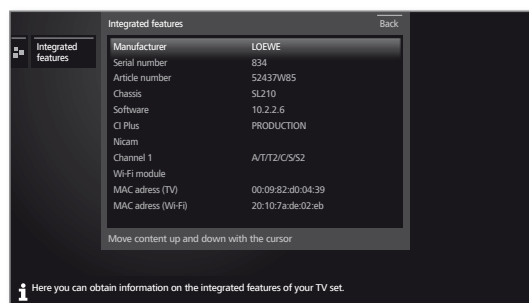 Integrated features Back
Integrated
features
Manufacturer LOEWE
Serial number 834
Article number 52437W85
Chassis SL210
Software 10.2.2.6
CI Plus PRODUCTION
Nicam
Channel 1 A/T/T2/C/S/S2
Wi-Fi module
MAC adress (TV) 00:09:82:d0:04:39
MAC adress (Wi-Fi) 20:10:7a:de:02:eb
Move content up and down with the cursor
Here you can obtain information on the integrated features of your TV set.